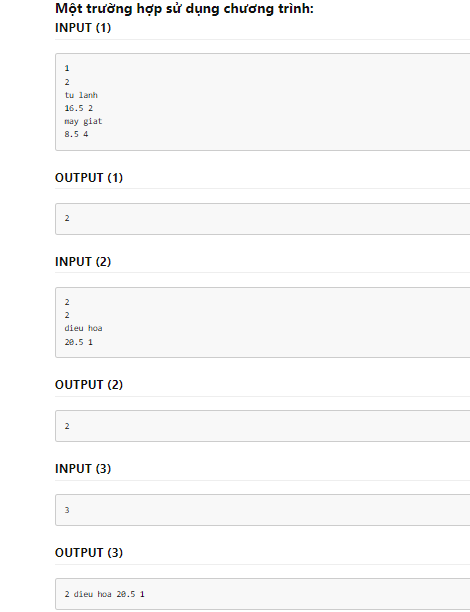 Một trường hợp sử dụng chương trình:
INPUT (1)
1
2
tu lanh
16.5 2
may giat
8.5 4
OUTPUT (1)
2
INPUT (2)
2
2
dieu hoa
20.5 1
OUTPUT (2)
2
INPUT (3)
3
OUTPUT (3)
2 dieu hoa 20.5 1